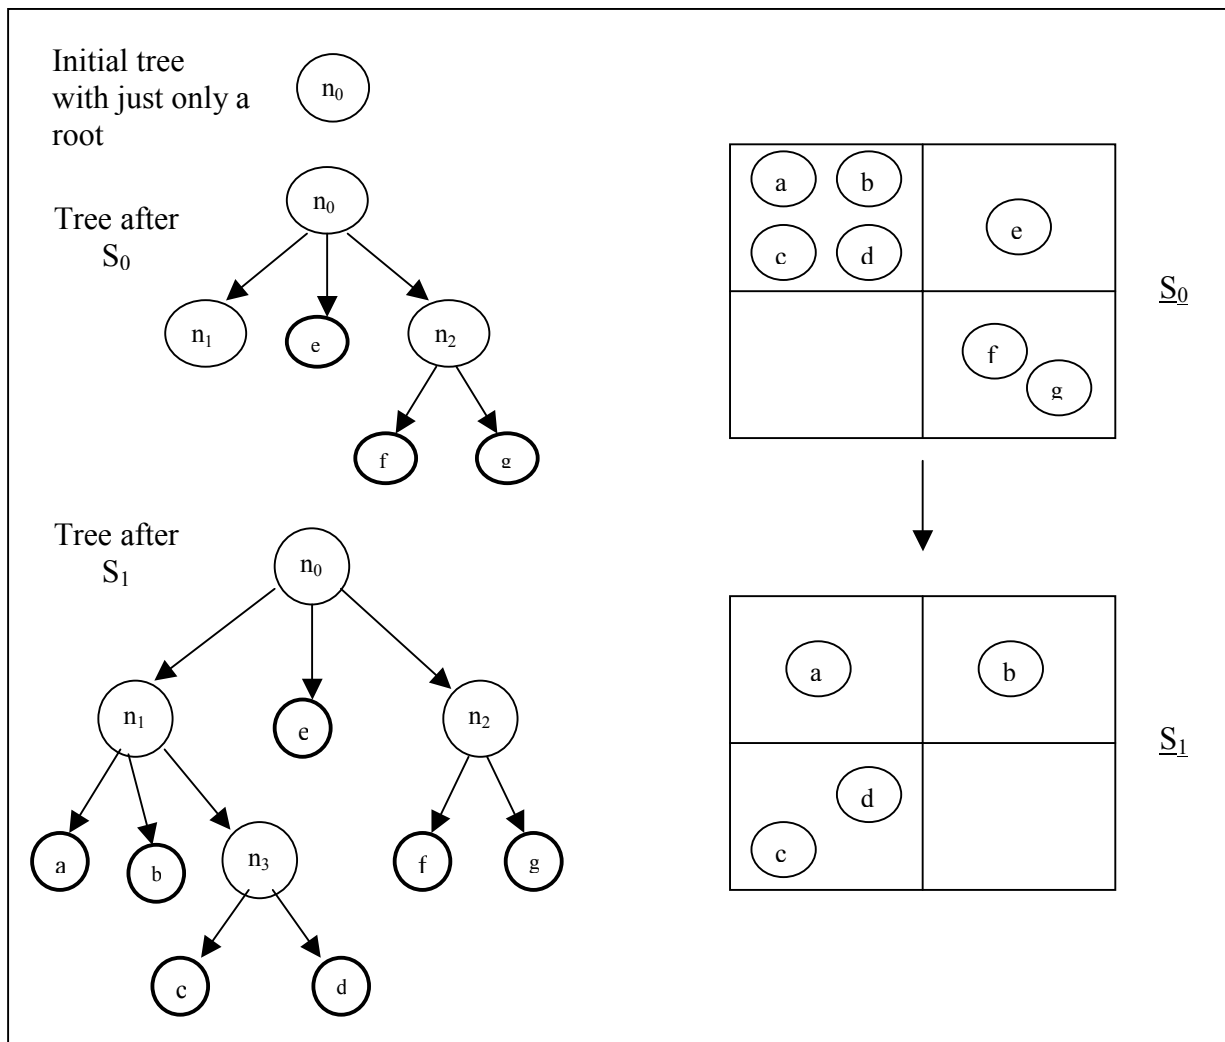 Initial tree
with just only a
root
n₀
Tree after
S₀
n₀
n₁ e n₂
f g
Tree after
S₁
n₀
n₁ e n₂
a b n₃ f g
c d
a b
c d
e
f
g
S₀
a b
d
c
S₁